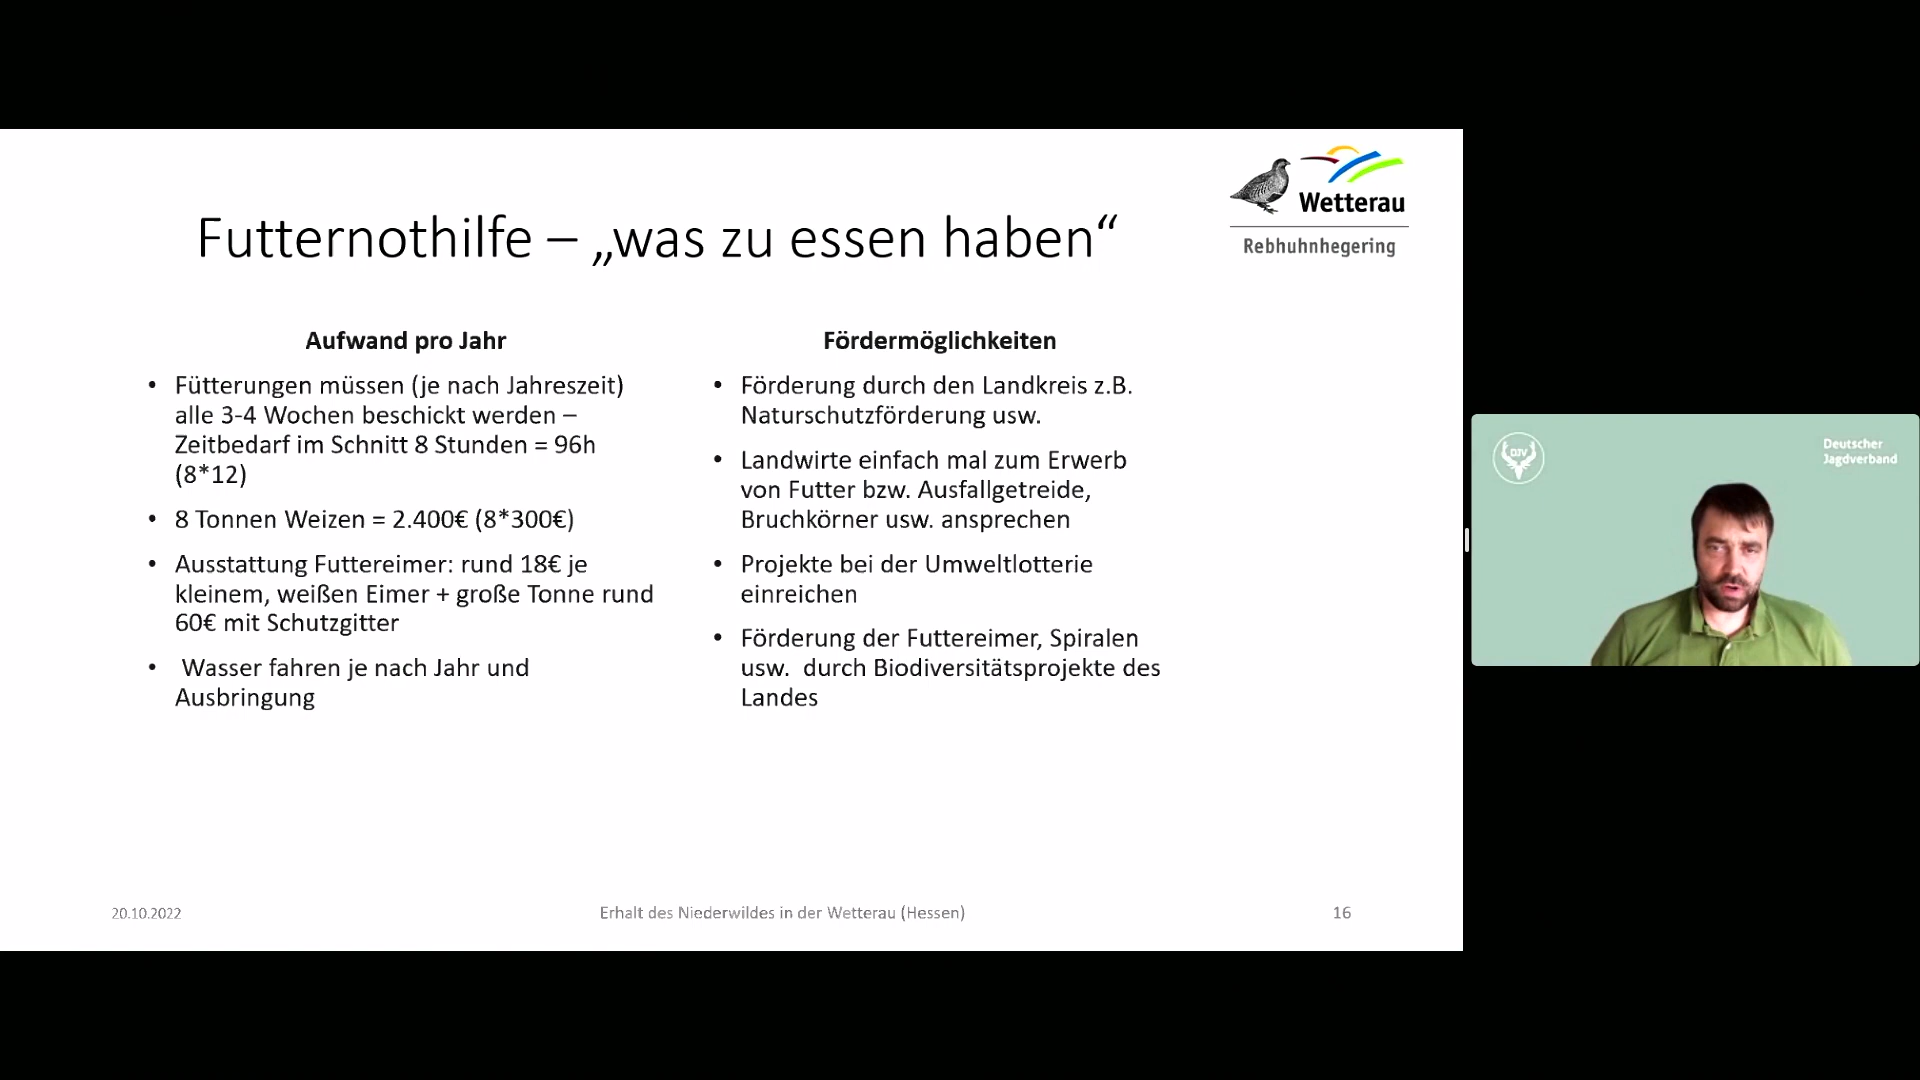 Wetterau
Rebhuhnhegering
Futternothilfe – „was zu essen haben“
Aufwand pro Jahr
• Fütterungen müssen (je nach Jahreszeit)
alle 3-4 Wochen beschickt werden –
Zeitbedarf im Schnitt 8 Stunden = 96h
(8*12)
• 8 Tonnen Weizen = 2.400€ (8*300€)
• Ausstattung Futtereimer: rund 18€ je
kleinem, weißen Eimer + große Tonne rund
60€ mit Schutzgitter
• Wasser fahren je nach Jahr und
Ausbringung
Fördermöglichkeiten
• Förderung durch den Landkreis z.B.
Naturschutzförderung usw.
• Landwirte einfach mal zum Erwerb
von Futter bzw. Ausfallgetreide,
Bruchkörner usw. ansprechen
• Projekte bei der Umweltlotterie
einreichen
• Förderung der Futtereimer, Spiralen
usw. durch Biodiversitätsprojekte des
Landes
20.10.2022
Erhalt des Niederwildes in der Wetterau (Hessen)
16
DJV
Deutscher
Jagdverband